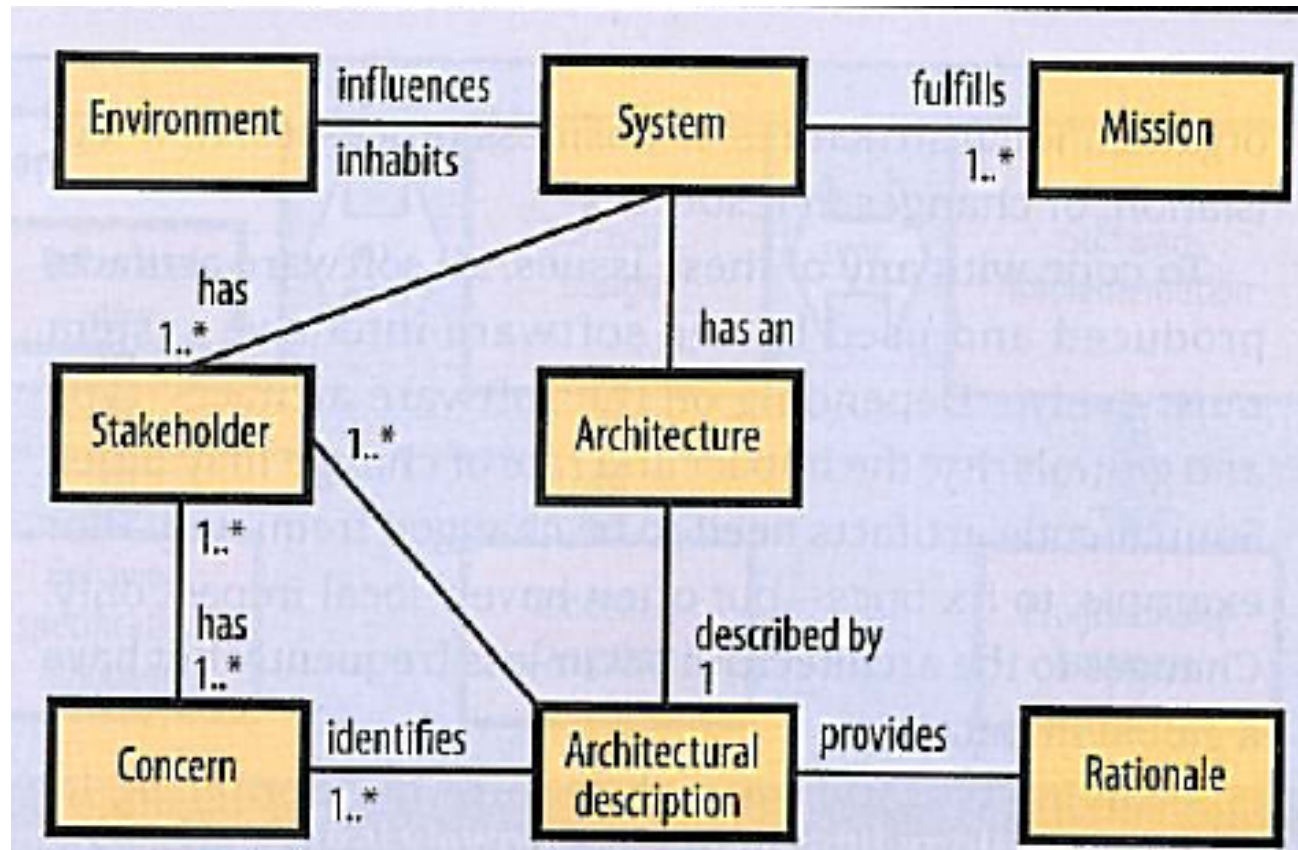 Environment
influences
inhabits
System
fulfills
1..*
Mission
has
1..*
has an
Stakeholder
1..*
Architecture
1..*
has
1..*
described by
1
Concern
identifies
1..*
Architectural
description
provides
Rationale